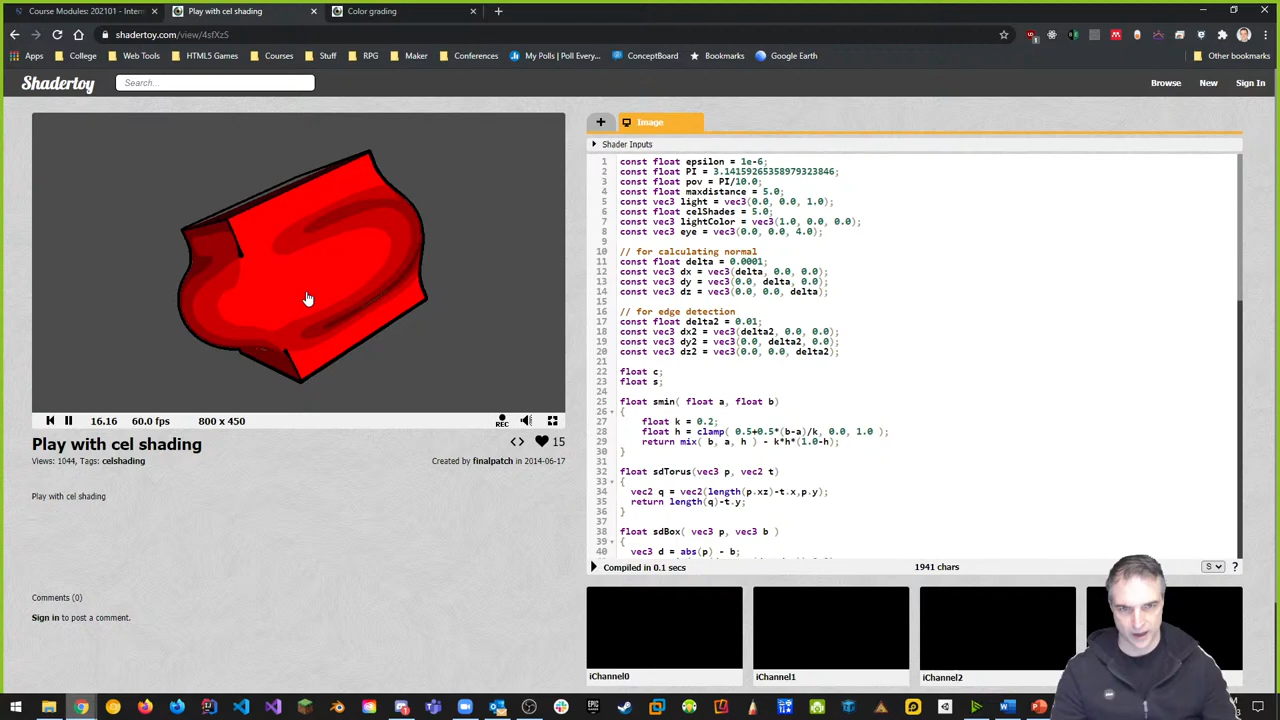 Course Modules: 202101 - Intern
Play with cel shading
Color grading
shadertoy.com/view/4sfXzS
Apps
College
Web Tools
HTML5 Games
Courses
Stuff
RPG
Maker
Conferences
My Polls | Poll Every...
ConceptBoard
Bookmarks
Google Earth
Other bookmarks
Shadertoy
Search...
Browse
New
Sign In
+ Image
Shader Inputs
1 const float epsilon = 1e-6;
2 const float PI = 3.14159265358979323846;
3 const float pov = PI/10.0;
4 const float maxdistance = 5.0;
5 const vec3 light = vec3(0.0, 0.0, 1.0);
6 const float celShades = 5.0;
7 const vec3 lightColor = vec3(1.0, 0.0, 0.0);
8 const vec3 eye = vec3(0.0, 0.0, 4.0);
9
10 // for calculating normal
11 const float delta = 0.0001;
12 const vec3 dx = vec3(delta, 0.0, 0.0);
13 const vec3 dy = vec3(0.0, delta, 0.0);
14 const vec3 dz = vec3(0.0, 0.0, delta);
15
16 // for edge detection
17 const float delta2 = 0.01;
18 const vec3 dx2 = vec3(delta2, 0.0, 0.0);
19 const vec3 dy2 = vec3(0.0, delta2, 0.0);
20 const vec3 dz2 = vec3(0.0, 0.0, delta2);
21
22 float c;
23 float s;
24
25 float smin( float a, float b)
26 {
27 float k = 0.2;
28 float h = clamp( 0.5+0.5*(b-a)/k, 0.0, 1.0 );
29 return mix( b, a, h ) - k*h*(1.0-h);
30 }
31
32 float sdTorus(vec3 p, vec2 t)
33 {
34 vec2 q = vec2(length(p.xz)-t.x,p.y);
35 return length(q)-t.y;
36 }
37
38 float sdBox( vec3 p, vec3 b )
39 {
40 vec3 d = abs(p) - b;
16.16 60.0 fps 800 x 450
REC
Play with cel shading
15
Views: 1044, Tags: celshading
Created by finalpatch in 2014-06-17
Play with cel shading
Comments (0)
Sign in to post a comment.
Compiled in 0.1 secs
1941 chars
S
?
iChannel0
iChannel1
iChannel2